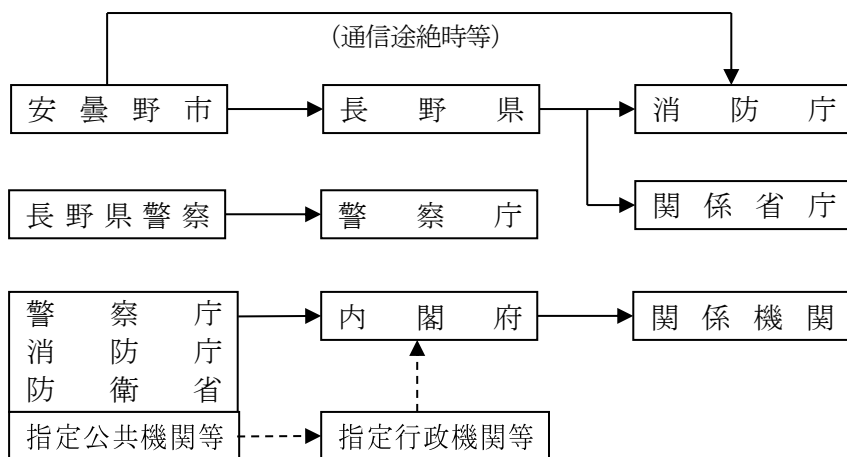 (通信途絶時等)
安曇野市
長野県
消防庁
関係省庁
長野県警察
警察庁
警察庁
消防庁
防衛省
内閣府
関係機関
指定公共機関等
指定行政機関等